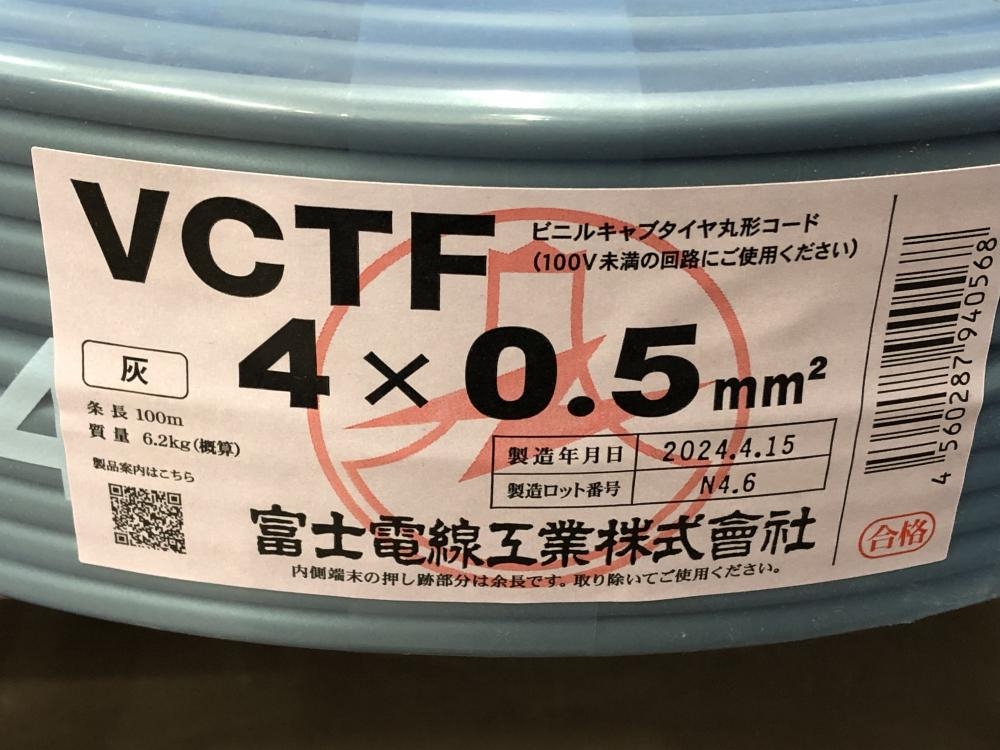 VCTF
ビニルキャブタイヤ丸形コード
(100V未満の回路にご使用ください)
4×0.5mm²
灰
条長 100m
質量 6.2kg(概算)
製品案内はこちら
製造年月日 2024.4.15
製造ロット番号 N4.6
富士電線工業株式會社
内側端末の押し跡部分は余長です。取り除いてご使用ください。
4 560287 940568
合格